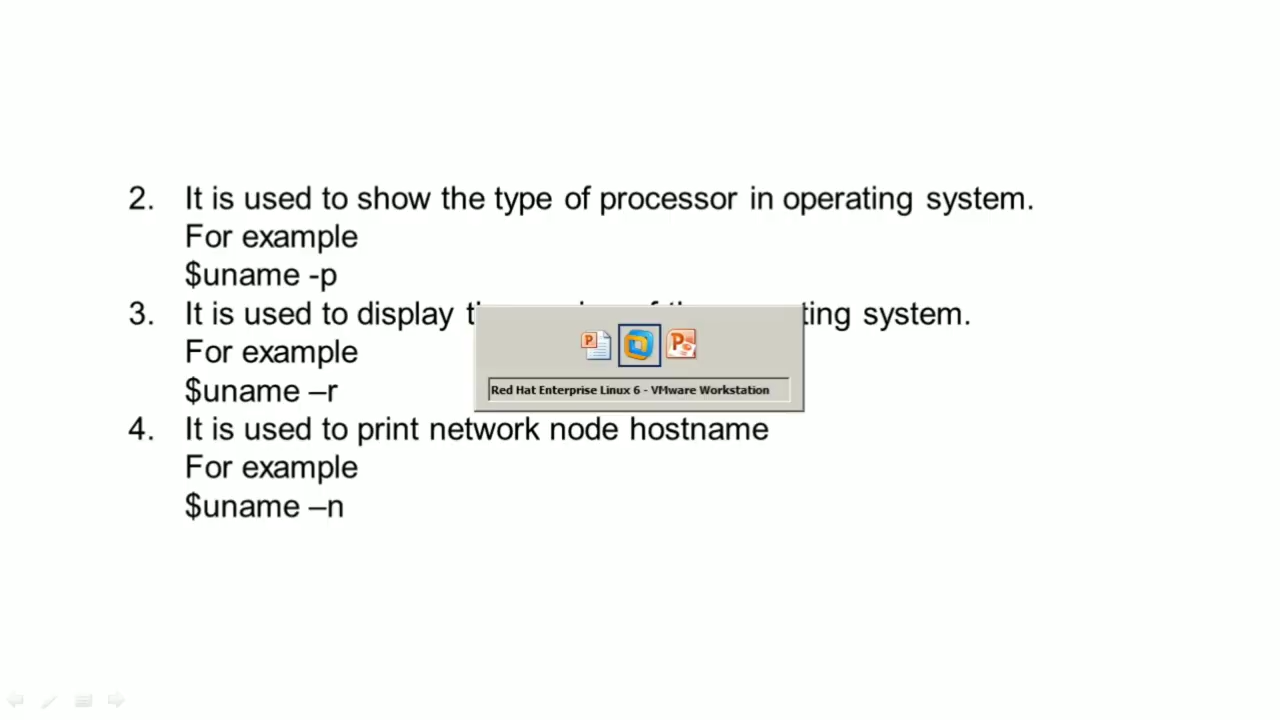 2. It is used to show the type of processor in operating system.
For example
$uname -p
3. It is used to display ting system.
For example
$uname –r
Red Hat Enterprise Linux 6 - VMware Workstation
4. It is used to print network node hostname
For example
$uname –n